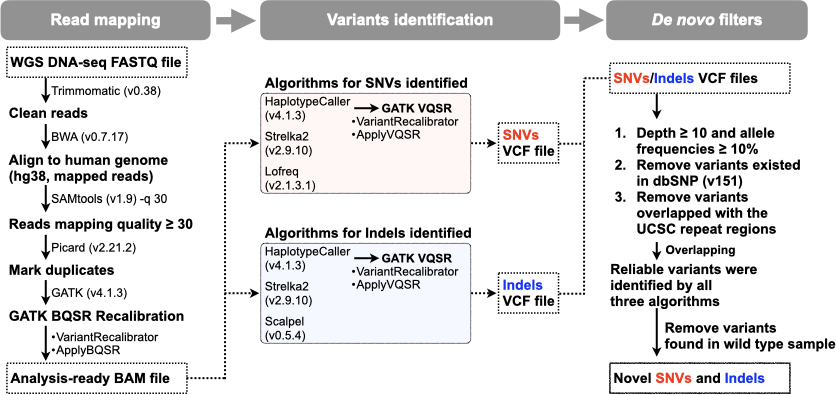 Read mapping
WGS DNA-seq FASTQ file
Trimmomatic (v0.38)
Clean reads
BWA (v0.7.17)
Align to human genome
(hg38, mapped reads)
SAMtools (v1.9) -q 30
Reads mapping quality ≥ 30
Picard (v2.21.2)
Mark duplicates
GATK (v4.1.3)
GATK BQSR Recalibration
•VariantRecalibrator
•ApplyBQSR
Analysis-ready BAM file
Variants identification
Algorithms for SNVs identified
HaplotypeCaller
(v4.1.3)
GATK VQSR
•VariantRecalibrator
•ApplyVQSR
Strelka2
(v2.9.10)
Lofreq
(v2.1.3.1)
SNVs
VCF file
Algorithms for Indels identified
HaplotypeCaller
(v4.1.3)
GATK VQSR
•VariantRecalibrator
•ApplyVQSR
Strelka2
(v2.9.10)
Scalpel
(v0.5.4)
Indels
VCF file
De novo filters
SNVs/Indels VCF files
1. Depth ≥ 10 and allele
frequencies ≥ 10%
2. Remove variants existed
in dbSNP (v151)
3. Remove variants
overlapped with the
UCSC repeat regions
Overlapping
Reliable variants were
identified by all
three algorithms
Remove variants
found in wild type sample
Novel SNVs and Indels